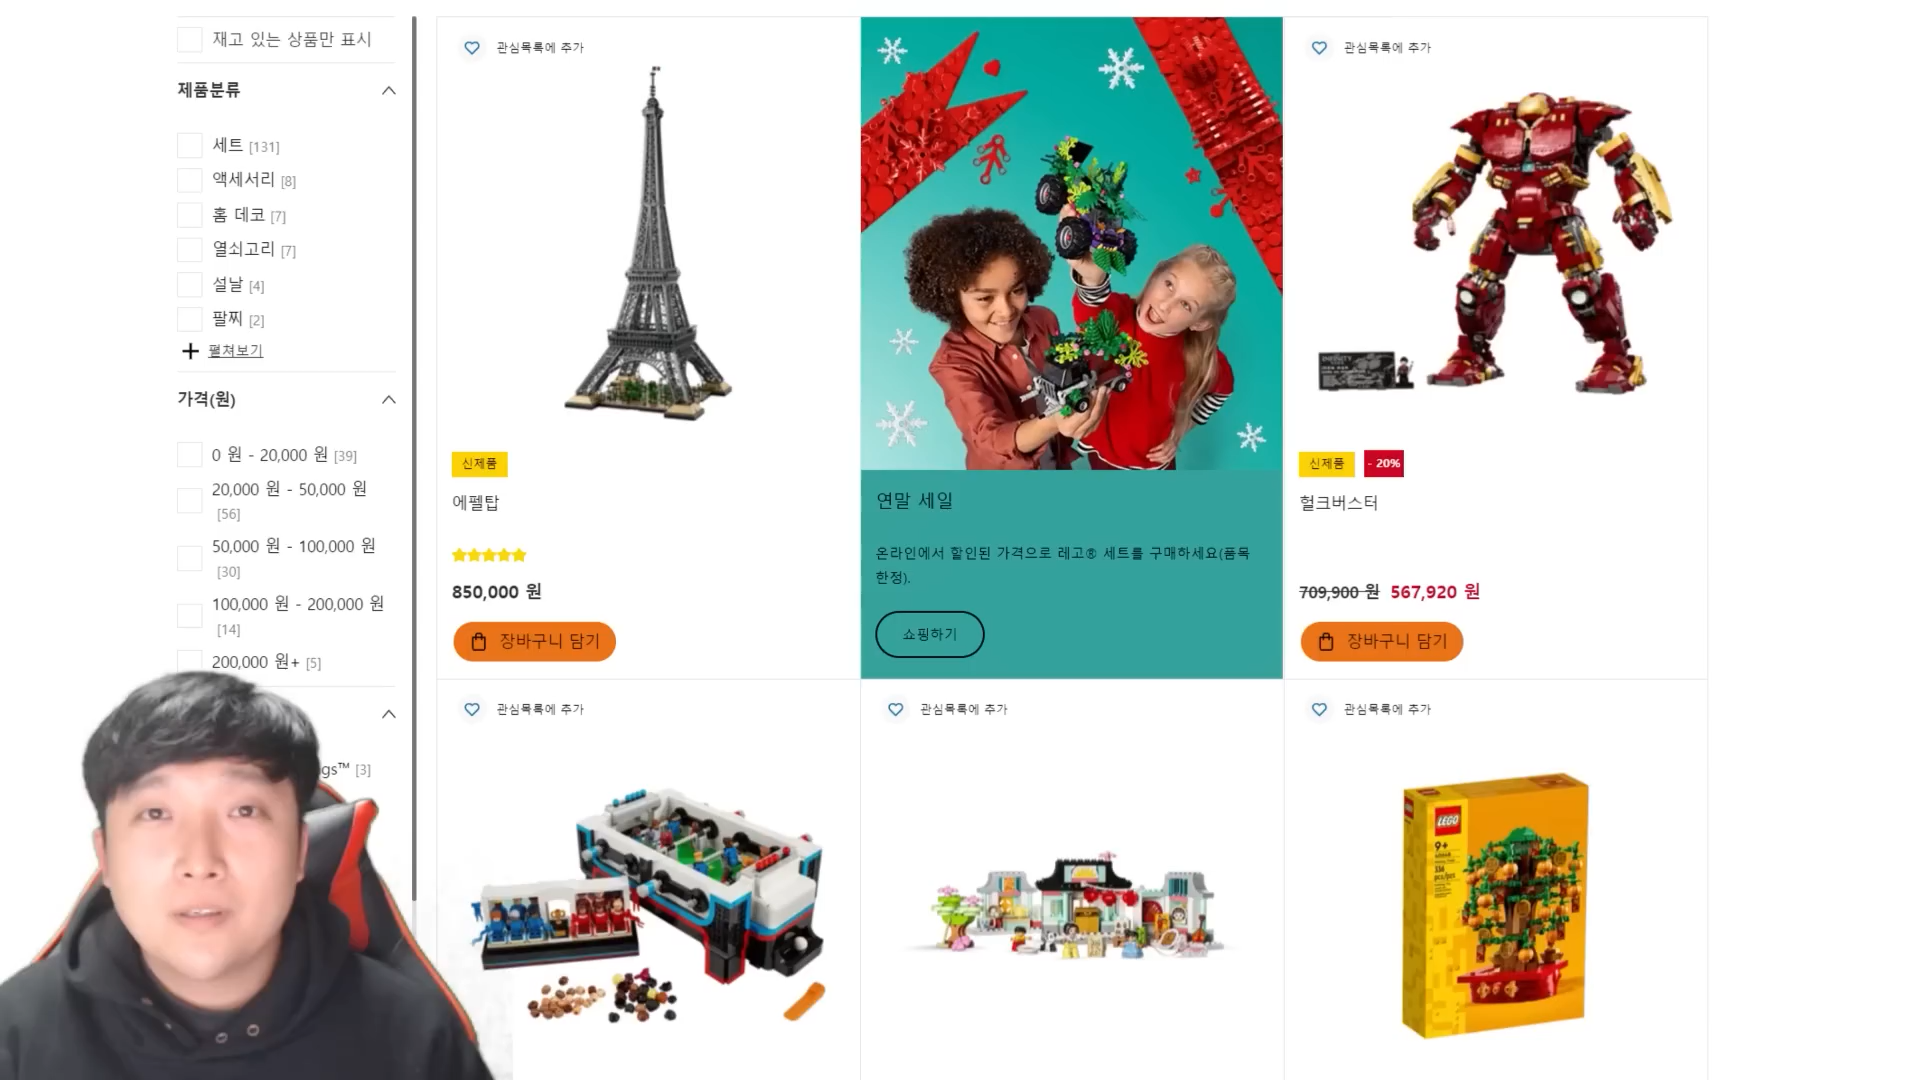 재고 있는 상품만 표시
제품분류
세트 [131]
액세서리 [8]
홈 데코 [7]
열쇠고리 [7]
설날 [4]
팔찌 [2]
펼쳐보기
가격(원)
0 원 - 20,000 원 [39]
20,000 원 - 50,000 원
[56]
50,000 원 - 100,000 원
[30]
100,000 원 - 200,000 원
[14]
200,000 원+ [5]
gs™ [3]
관심목록에 추가
신제품
에펠탑
850,000 원
장바구니 담기
연말 세일
온라인에서 할인된 가격으로 레고® 세트를 구매하세요(품목
한정).
쇼핑하기
관심목록에 추가
INFINITY
신제품 - 20%
헐크버스터
709,900 원 567,920 원
장바구니 담기
관심목록에 추가
관심목록에 추가
관심목록에 추가
LEGO
9+